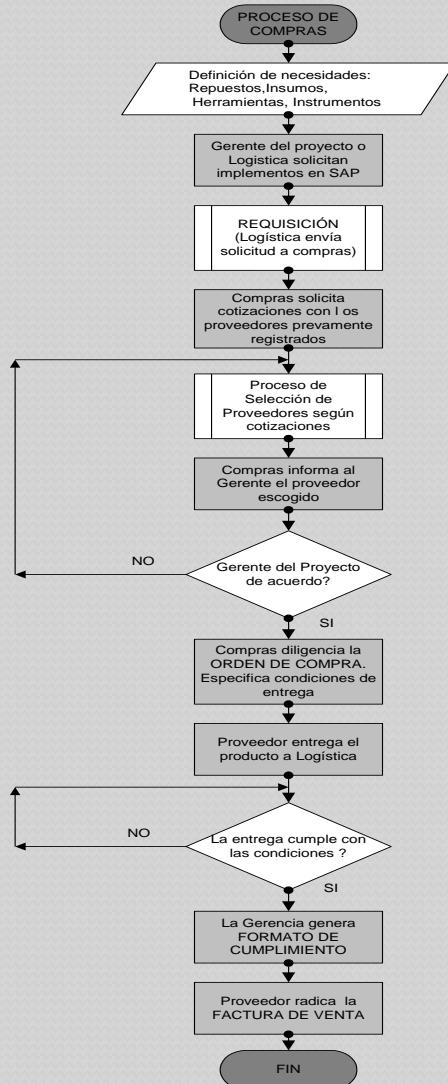 PROCESO DE
COMPRAS
Definición de necesidades:
Repuestos,Insumos,
Herramientas, Instrumentos
Gerente del proyecto o
Logistica solicitan
implementos en SAP
REQUISICIÓN
(Logística envía
solicitud a compras)
Compras solicita
cotizaciones con l os
proveedores prevamente
registrados
Proceso de
Selección de
Proveedores según
cotizaciones
Compras informa al
Gerente el proveedor
escogido
NO
Gerente del Proyecto
de acuerdo?
SI
Compras diligencia la
ORDEN DE COMPRA.
Especifica condiciones de
entrega
Proveedor entrega el
producto a Logística
NO
La entrega cumple con
las condiciones ?
SI
La Gerencia genera
FORMATO DE
CUMPLIMIENTO
Proveedor radica la
FACTURA DE VENTA
FIN